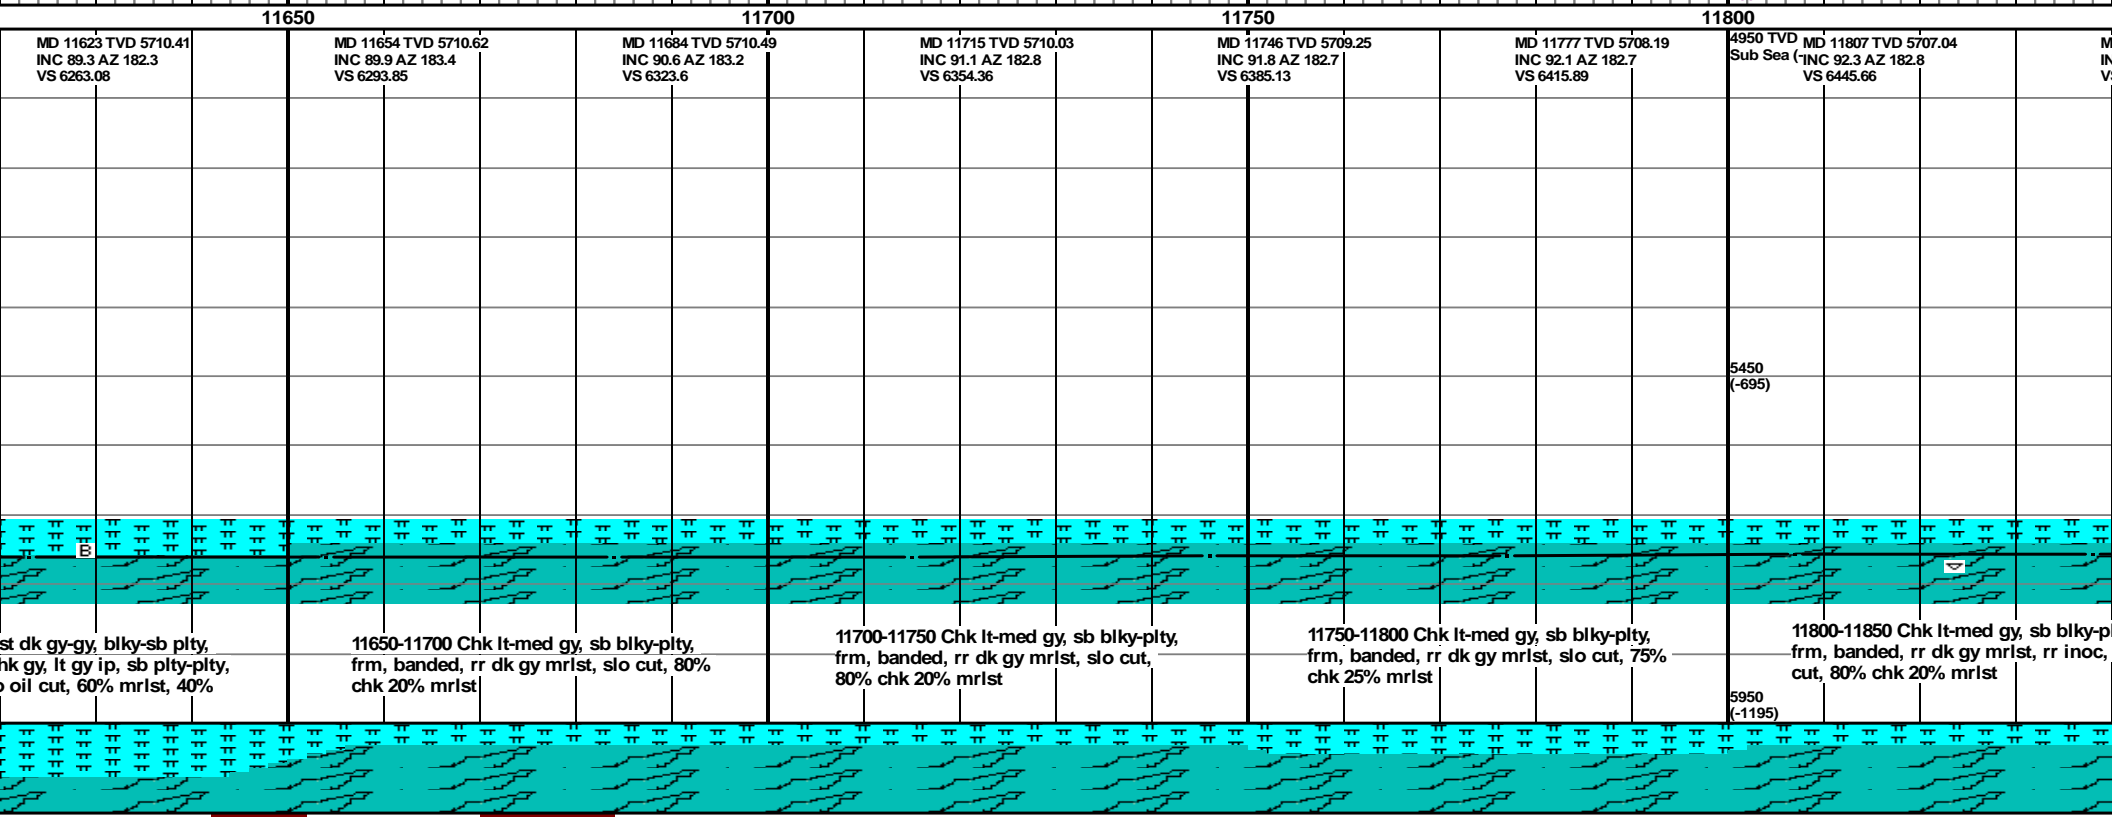 11650
11700
11750
11800
MD 11623 TVD 5710.41
INC 89.3 AZ 182.3
VS 6263.08
MD 11654 TVD 5710.62
INC 89.9 AZ 183.4
VS 6293.85
MD 11684 TVD 5710.49
INC 90.6 AZ 183.2
VS 6323.6
MD 11715 TVD 5710.03
INC 91.1 AZ 182.8
VS 6354.36
MD 11746 TVD 5709.25
INC 91.8 AZ 182.7
VS 6385.13
MD 11777 TVD 5708.19
INC 92.1 AZ 182.7
VS 6415.89
4950 TVD
Sub Sea (-
MD 11807 TVD 5707.04
INC 92.3 AZ 182.8
VS 6445.66
5450
(-695)
B
st dk gy-gy, blky-sb plty,
hk gy, lt gy ip, sb plty-plty,
oil cut, 60% mrlst, 40%
11650-11700 Chk lt-med gy, sb blky-plty,
frm, banded, rr dk gy mrlst, slo cut, 80%
chk 20% mrlst
11700-11750 Chk lt-med gy, sb blky-plty,
frm, banded, rr dk gy mrlst, slo cut,
80% chk 20% mrlst
11750-11800 Chk lt-med gy, sb blky-plty,
frm, banded, rr dk gy mrlst, slo cut, 75%
chk 25% mrlst
11800-11850 Chk lt-med gy, sb blky-pl
frm, banded, rr dk gy mrlst, rr inoc,
cut, 80% chk 20% mrlst
5950
(-1195)